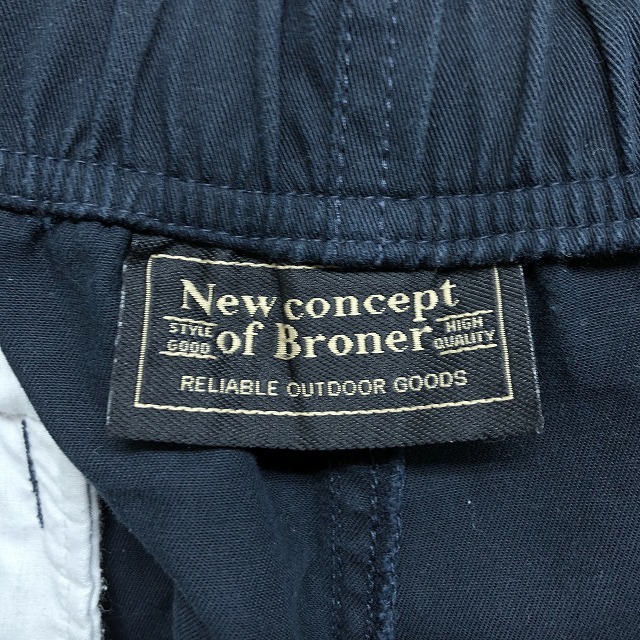 New concept
STYLE GOOD of Broner HIGH QUALITY
RELIABLE OUTDOOR GOODS